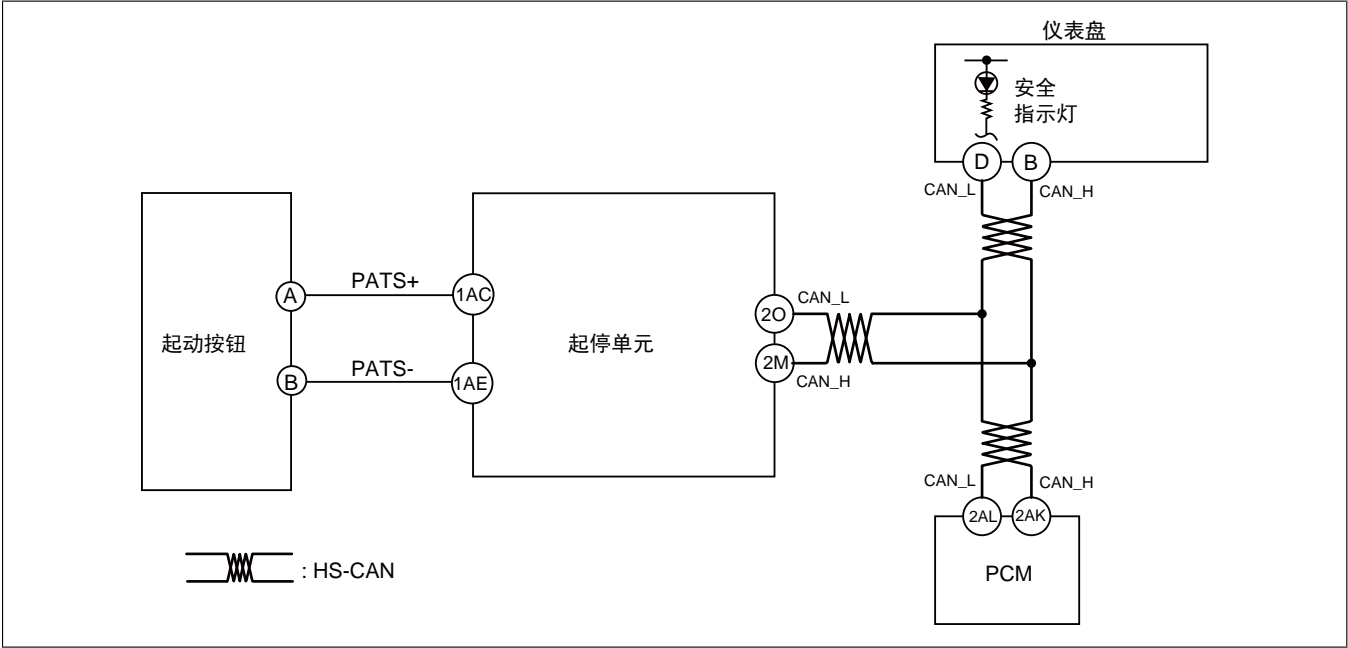 仪表盘
安全
指示灯
D
B
CAN_L
CAN_H
起动按钮
A
PATS+
1AC
B
PATS-
1AE
起停单元
2O
CAN_L
2M
CAN_H
CAN_L
CAN_H
2AL
2AK
PCM
: HS-CAN